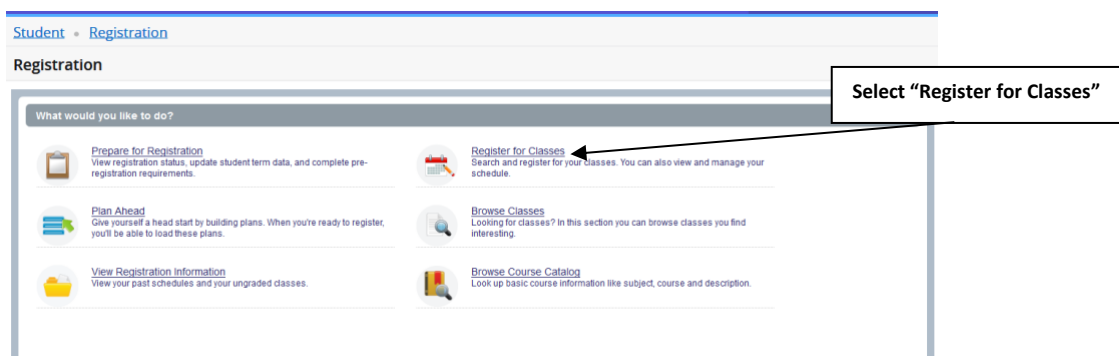 Student • Registration
Registration
Select “Register for Classes”
What would you like to do?
Prepare for Registration
View registration status, update student term data, and complete pre-
registration requirements.
Register for Classes
Search and register for your classes. You can also view and manage your
schedule.
Plan Ahead
Give yourself a head start by building plans. When you're ready to register,
you'll be able to load these plans.
Browse Classes
Looking for classes? In this section you can browse classes you find
interesting.
View Registration Information
View your past schedules and your ungraded classes.
Browse Course Catalog
Look up basic course information like subject, course and description.